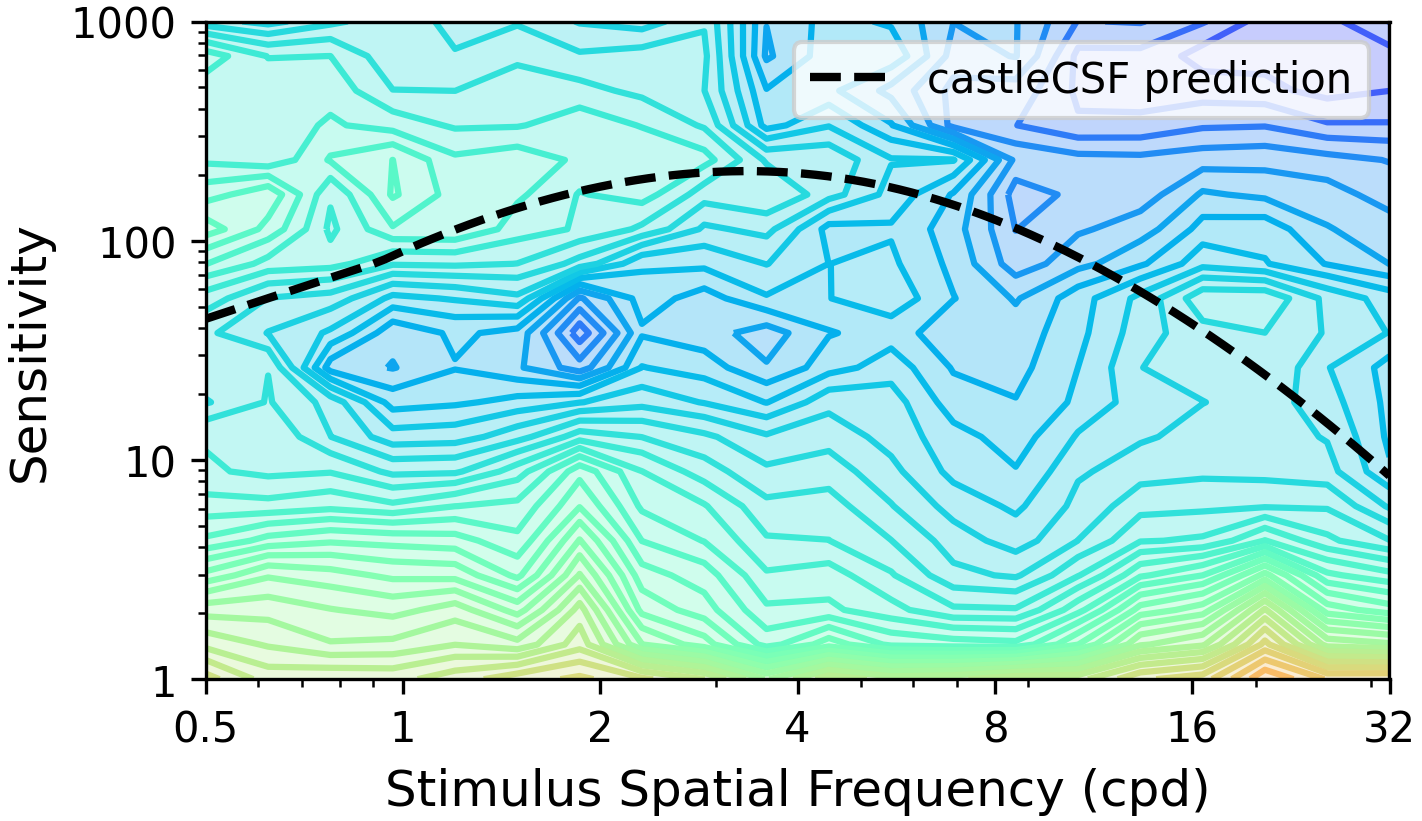 1000
100
10
1
Sensitivity
castleCSF prediction
0.5 1 2 4 8 16 32
Stimulus Spatial Frequency (cpd)